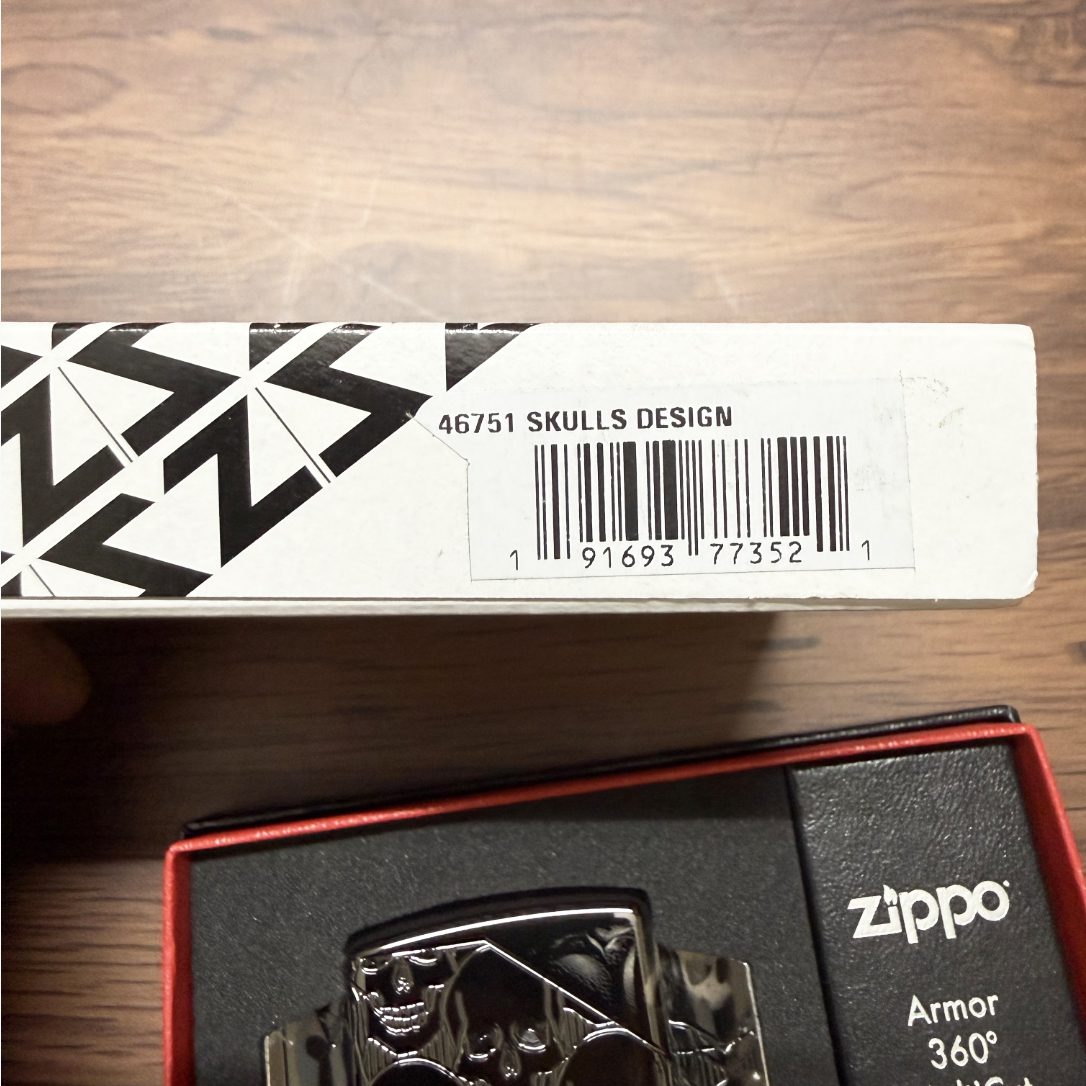 46751 SKULLS DESIGN
1 91693 77352 1
zippo
Armor
360°